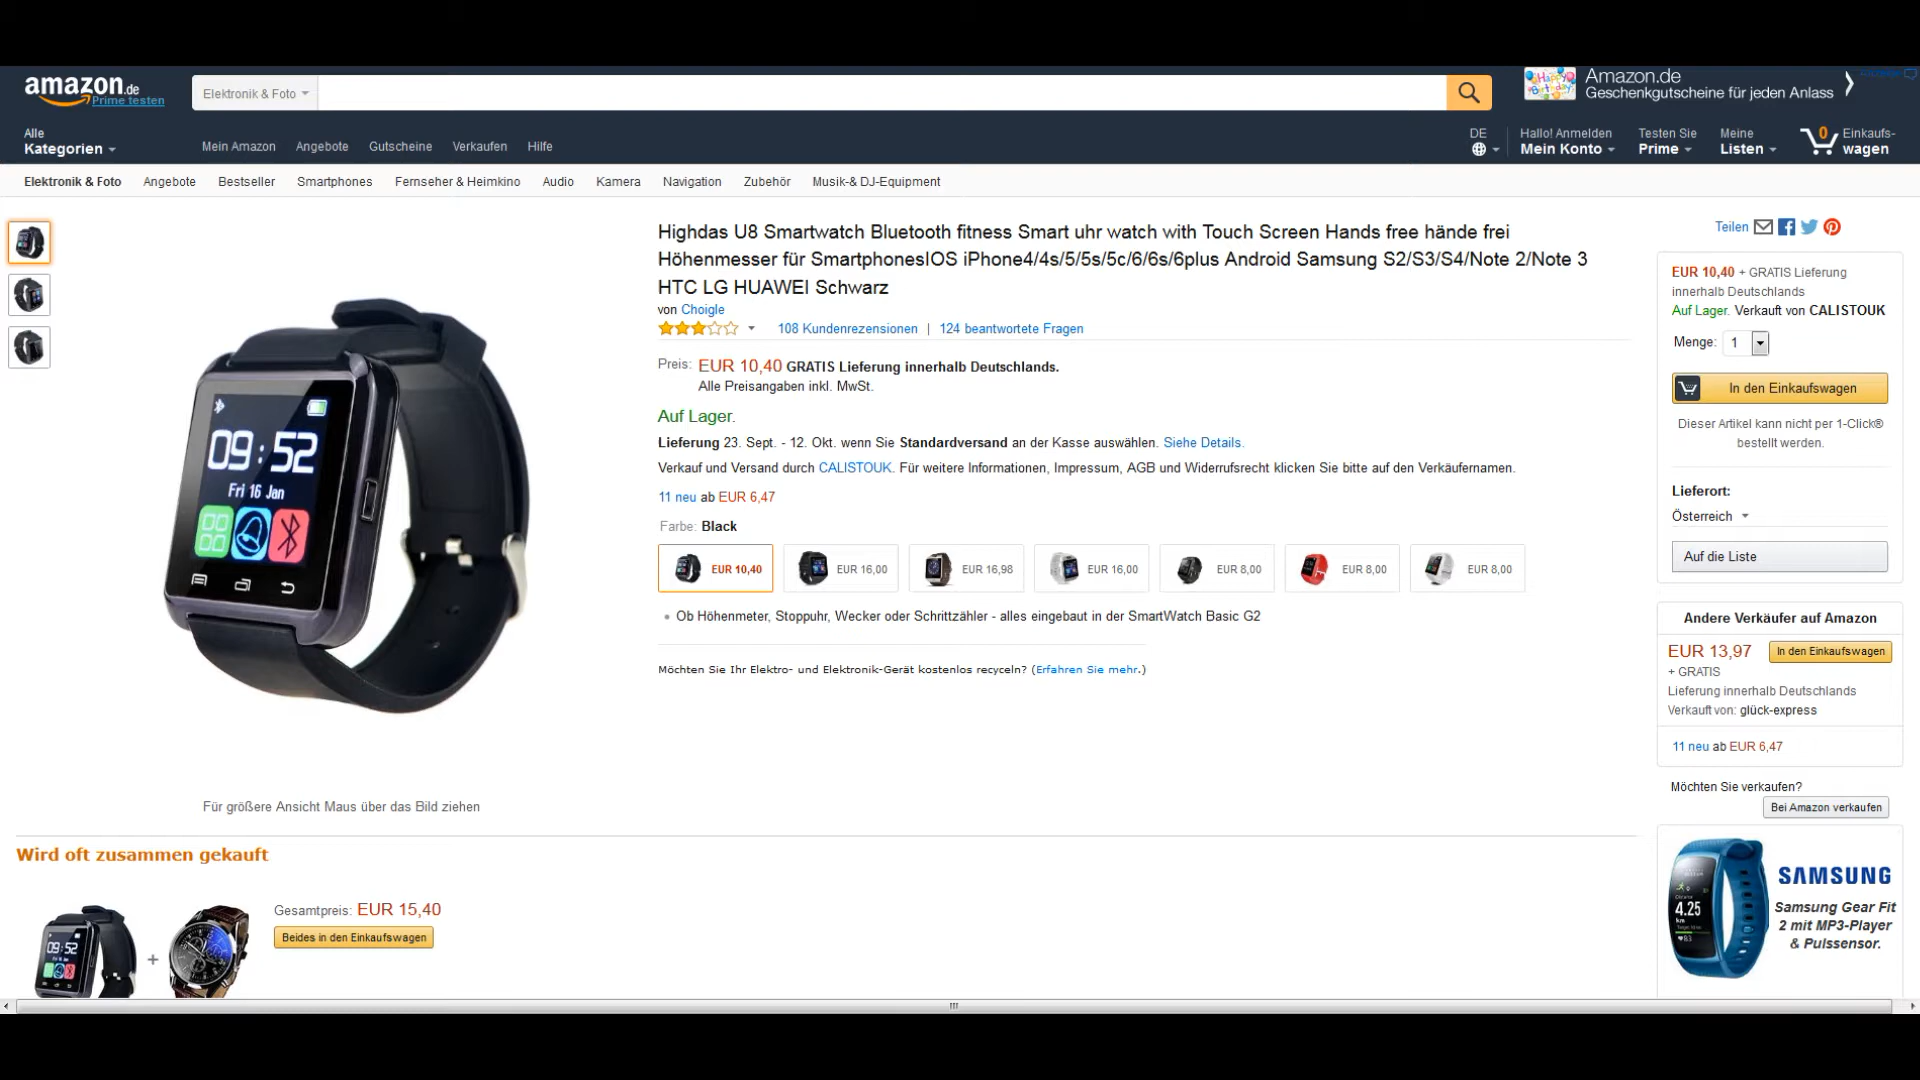 amazon.de
Prime testen
Elektronik & Foto
Amazon.de
Geschenkgutscheine für jeden Anlass
Alle
Kategorien
Mein Amazon
Angebote
Gutscheine
Verkaufen
Hilfe
DE
Hallo! Anmelden
Mein Konto
Testen Sie
Prime
Meine
Listen
0
Einkaufs-
wagen
Elektronik & Foto
Angebote
Bestseller
Smartphones
Fernseher & Heimkino
Audio
Kamera
Navigation
Zubehör
Musik-& DJ-Equipment
Highdas U8 Smartwatch Bluetooth fitness Smart uhr watch with Touch Screen Hands free hände frei
Höhenmesser für SmartphonesIOS iPhone4/4s/5/5s/5c/6/6s/6plus Android Samsung S2/S3/S4/Note 2/Note 3
HTC LG HUAWEI Schwarz
von Choigle
108 Kundenrezensionen | 124 beantwortete Fragen
Preis: EUR 10,40 GRATIS Lieferung innerhalb Deutschlands.
Alle Preisangaben inkl. MwSt.
Auf Lager.
Lieferung 23. Sept. - 12. Okt. wenn Sie Standardversand an der Kasse auswählen. Siehe Details.
Verkauf und Versand durch CALISTOUK. Für weitere Informationen, Impressum, AGB und Widerrufsrecht klicken Sie bitte auf den Verkäufernamen.
11 neu ab EUR 6,47
Farbe: Black
EUR 10,40
EUR 16,00
EUR 16,98
EUR 16,00
EUR 8,00
EUR 8,00
EUR 8,00
Ob Höhenmeter, Stoppuhr, Wecker oder Schrittzähler - alles eingebaut in der SmartWatch Basic G2
Möchten Sie Ihr Elektro- und Elektronik-Gerät kostenlos recyceln? (Erfahren Sie mehr.)
09:52
Fri 16 Jan
Für größere Ansicht Maus über das Bild ziehen
Teilen
EUR 10,40 + GRATIS Lieferung
innerhalb Deutschlands
Auf Lager. Verkauft von CALISTOUK
Menge: 1
In den Einkaufswagen
Dieser Artikel kann nicht per 1-Click®
bestellt werden.
Lieferort:
Österreich
Auf die Liste
Andere Verkäufer auf Amazon
EUR 13,97
In den Einkaufswagen
+ GRATIS
Lieferung innerhalb Deutschlands
Verkauft von: glück-express
11 neu ab EUR 6,47
Möchten Sie verkaufen?
Bei Amazon verkaufen
Wird oft zusammen gekauft
09:52
+
Gesamtpreis: EUR 15,40
Beides in den Einkaufswagen
4.25
km
83
SAMSUNG
Samsung Gear Fit
2 mit MP3-Player
& Pulssensor.